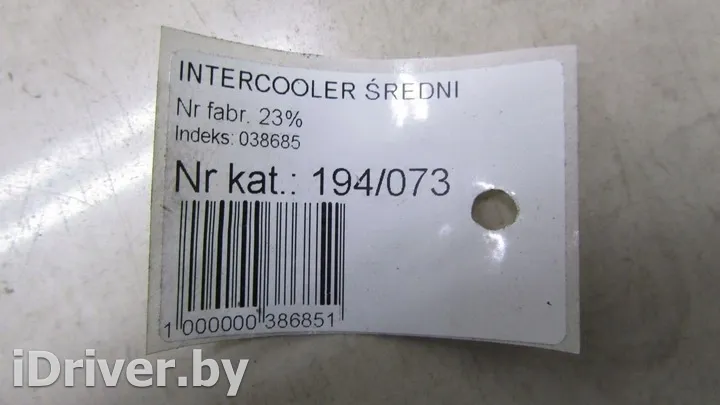 INTERCOOLER ŚREDNI
Nr fabr. 23%
Indeks: 038685
Nr kat.: 194/073
1 000000 386851
iDriver.by